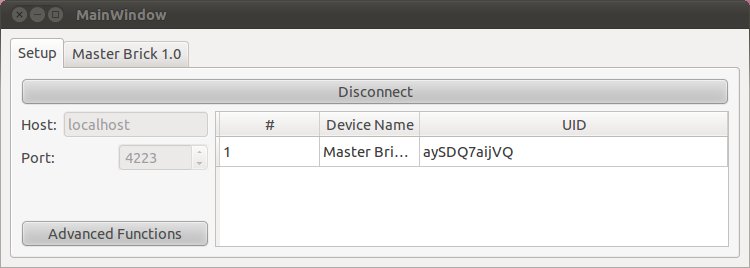 MainWindow
Setup
Master Brick 1.0
Disconnect
Host:
localhost
Port:
4223
Advanced Functions
# Device Name UID
1 Master Bri... aySDQ7aijVQ